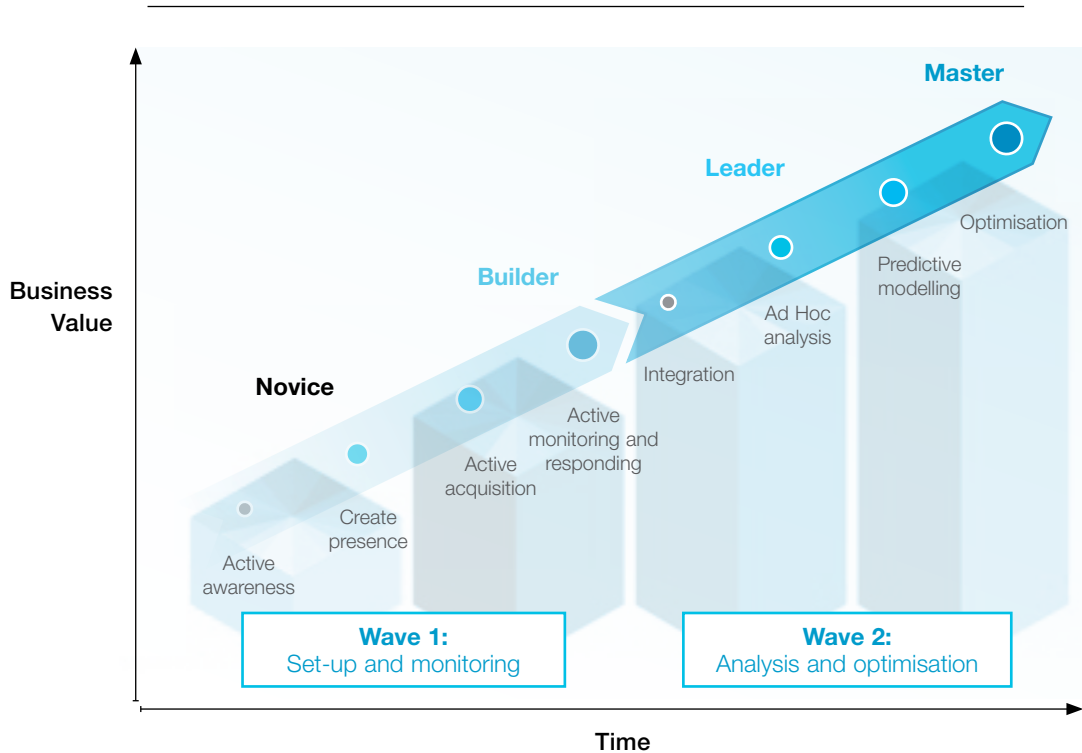 Master
Leader
Optimisation
Builder
Predictive
modelling
Business
Value
Ad Hoc
analysis
Integration
Novice
Active
monitoring and
responding
Active
acquisition
Create
presence
Active
awareness
Wave 1:
Set-up and monitoring
Wave 2:
Analysis and optimisation
Time